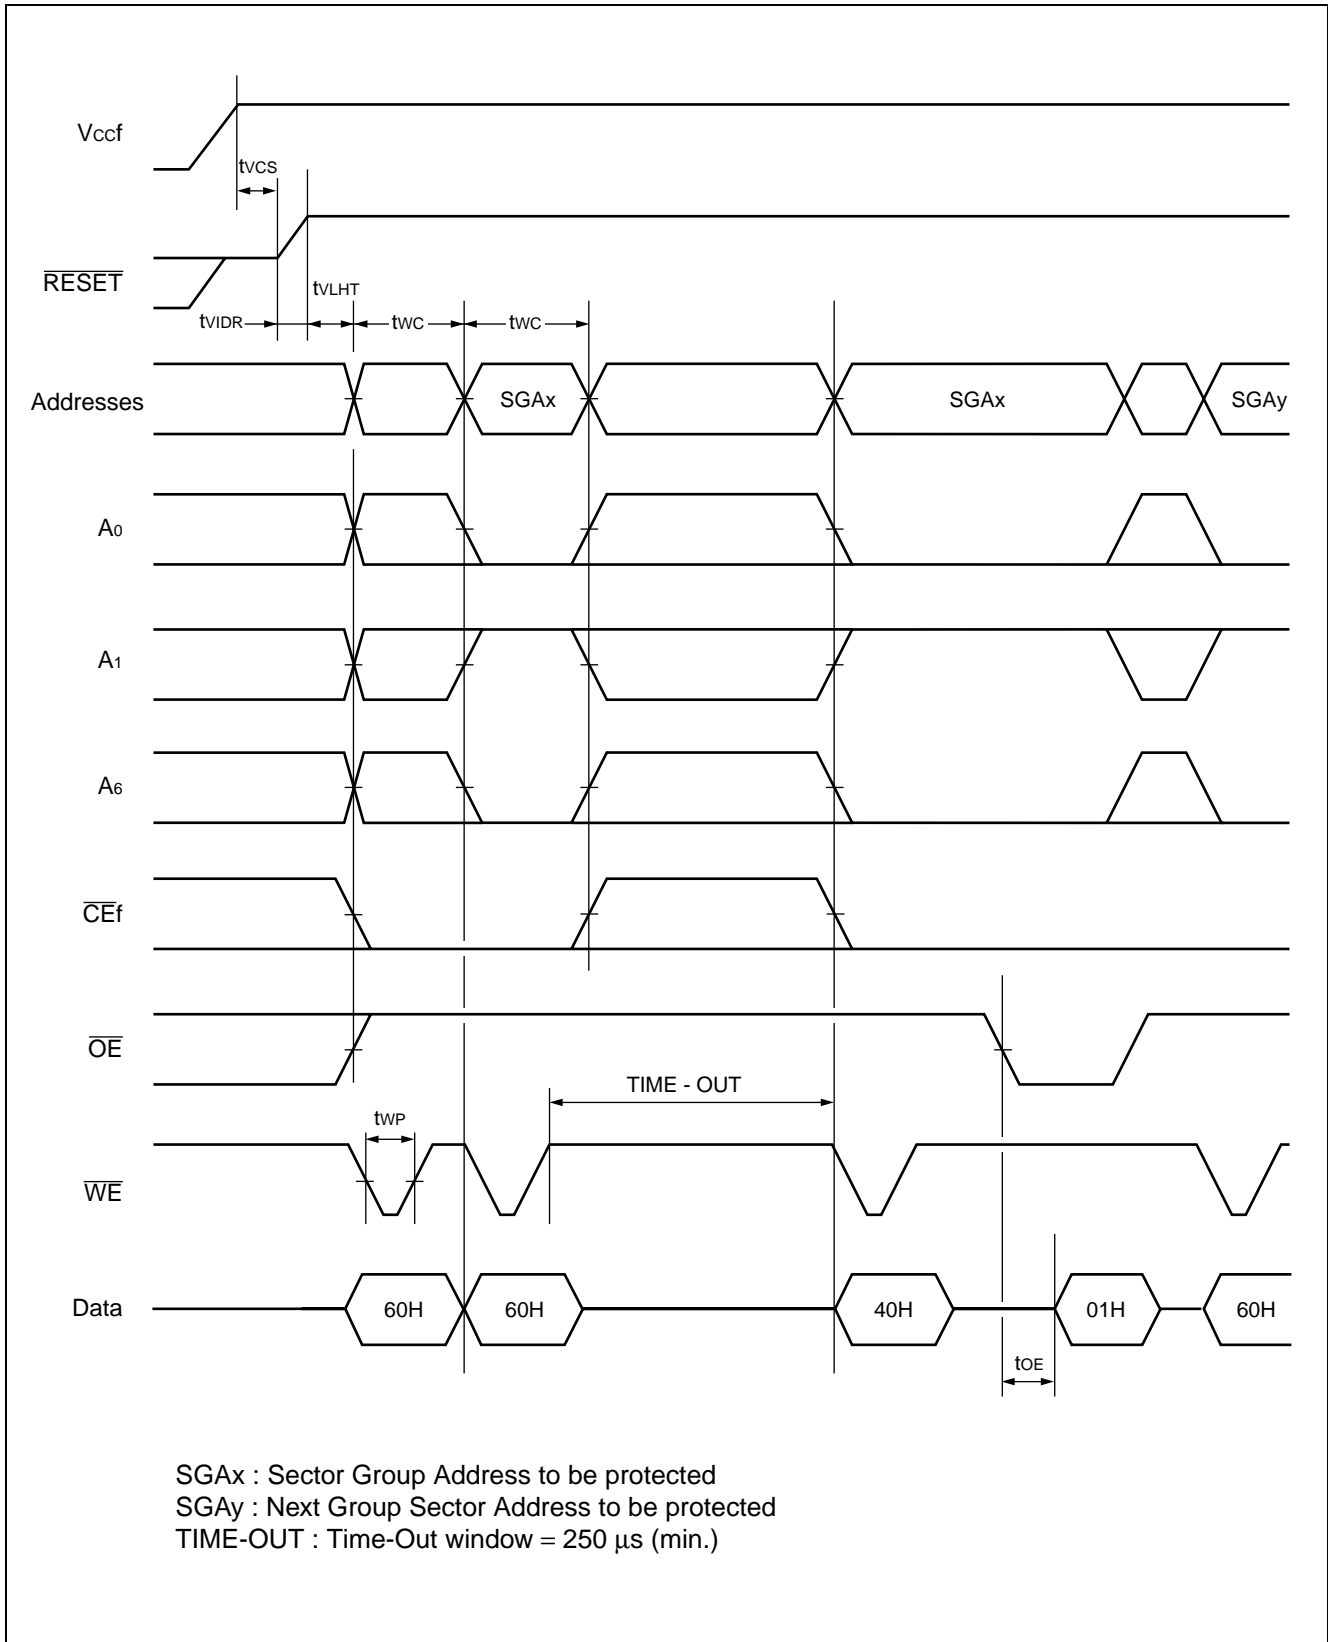 Vccf
tVCS
RESET
tVLHT
tVIDR
tWC
tWC
Addresses
SGAx
SGAx
SGAy
A0
A1
A6
CEf
OE
TIME - OUT
tWP
WE
Data
60H
60H
40H
01H
60H
tOE
SGAx : Sector Group Address to be protected
SGAy : Next Group Sector Address to be protected
TIME-OUT : Time-Out window = 250 μs (min.)